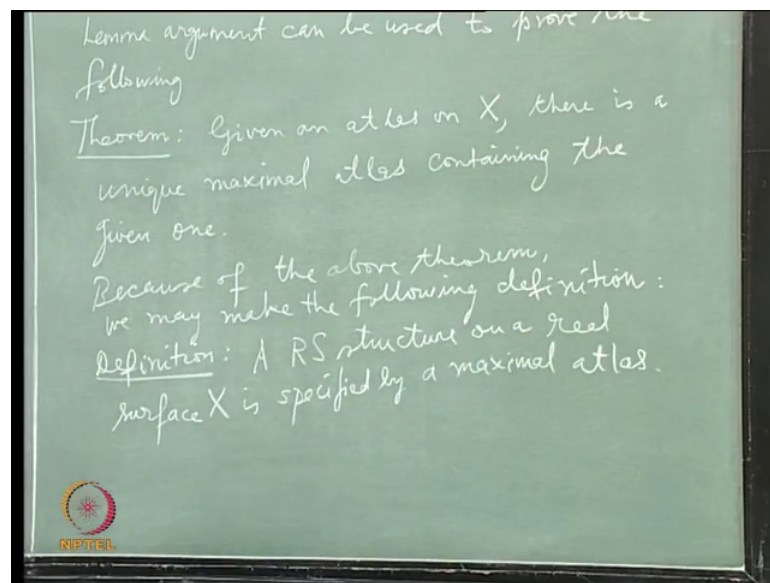 Lemma argument can be used to prove the
following
Theorem: Given an atlas on X, there is a
unique maximal atlas containing the
given one.
Because of the above theorem,
we may make the following definition:
Definition: A RS structure on a real
surface X is specified by a maximal atlas.
NPTEL